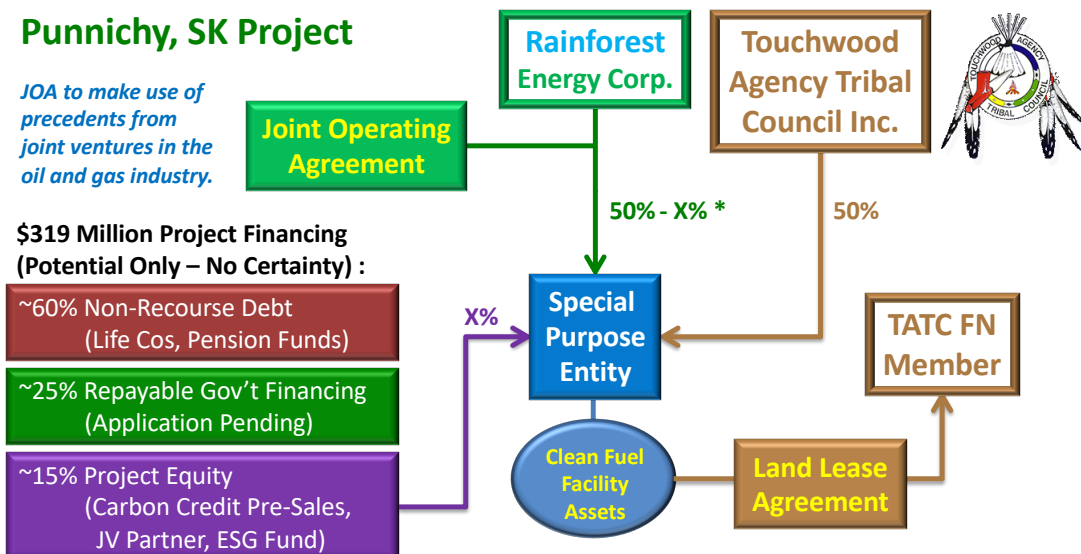 Punnichy, SK Project
JOA to make use of
precedents from
joint ventures in the
oil and gas industry.
Joint Operating
Agreement
Rainforest
Energy Corp.
Touchwood
Agency Tribal
Council Inc.
TOUCHWOOD AGENCY
TRIBAL COUNCIL
50% - X% *
50%
$319 Million Project Financing
(Potential Only – No Certainty) :
~60% Non-Recourse Debt
(Life Cos, Pension Funds)
~25% Repayable Gov’t Financing
(Application Pending)
~15% Project Equity
(Carbon Credit Pre-Sales,
JV Partner, ESG Fund)
X%
Special
Purpose
Entity
Clean Fuel
Facility
Assets
Land Lease
Agreement
TATC FN
Member